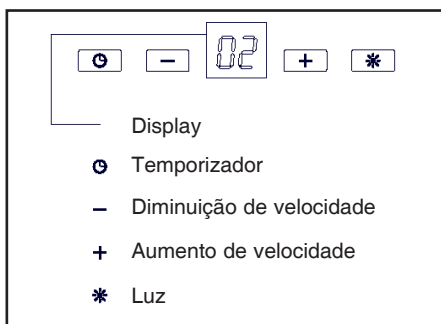 02
Display
Temporizador
– Diminuição de velocidade
+ Aumento de velocidade
* Luz